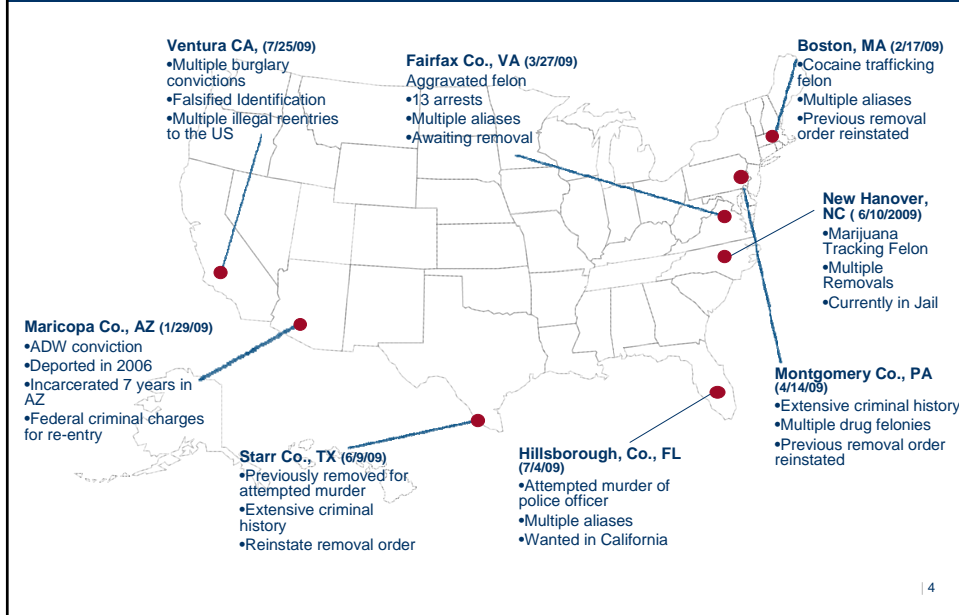 Ventura CA, (7/25/09)
•Multiple burglary
convictions
•Falsified Identification
•Multiple illegal reentries
to the US
Fairfax Co., VA (3/27/09)
Aggravated felon
•13 arrests
•Multiple aliases
•Awaiting removal
Boston, MA (2/17/09)
•Cocaine trafficking
felon
•Multiple aliases
•Previous removal
order reinstated
New Hanover,
NC ( 6/10/2009)
•Marijuana
Tracking Felon
•Multiple
Removals
•Currently in Jail
Maricopa Co., AZ (1/29/09)
•ADW conviction
•Deported in 2006
•Incarcerated 7 years in
AZ
•Federal criminal charges
for re-entry
Starr Co., TX (6/9/09)
•Previously removed for
attempted murder
•Extensive criminal
history
•Reinstate removal order
Hillsborough, Co., FL
(7/4/09)
•Attempted murder of
police officer
•Multiple aliases
•Wanted in California
Montgomery Co., PA
(4/14/09)
•Extensive criminal history
•Multiple drug felonies
•Previous removal order
reinstated
| 4